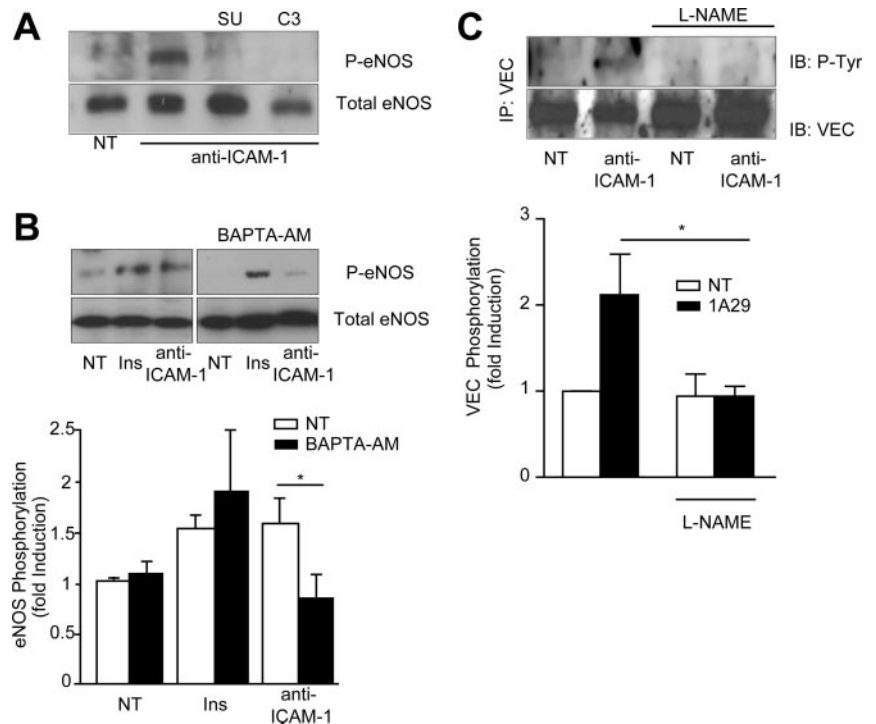 A
SU C3
P-eNOS
Total eNOS
NT
anti-ICAM-1
B
BAPTA-AM
P-eNOS
Total eNOS
NT Ins anti-ICAM-1 NT Ins anti-ICAM-1
NT
BAPTA-AM
eNOS Phosphorylation
(fold Induction)
2.5
2
1.5
1
0.5
0
*
NT Ins anti-ICAM-1
C
L-NAME
IP: VEC
IB: P-Tyr
IB: VEC
NT anti-ICAM-1 NT anti-ICAM-1
VEC Phosphorylation
(fold Induction)
3
2
1
0
*
NT
1A29
L-NAME